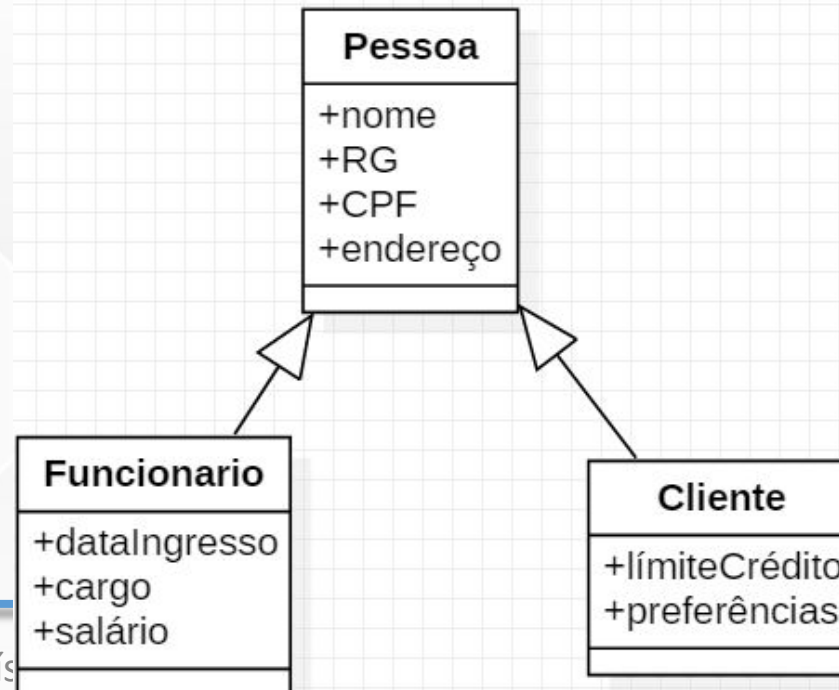 Pessoa
+nome
+RG
+CPF
+endereço
Funcionario
+dataIngresso
+cargo
+salário
Cliente
+límiteCrédito
+preferências